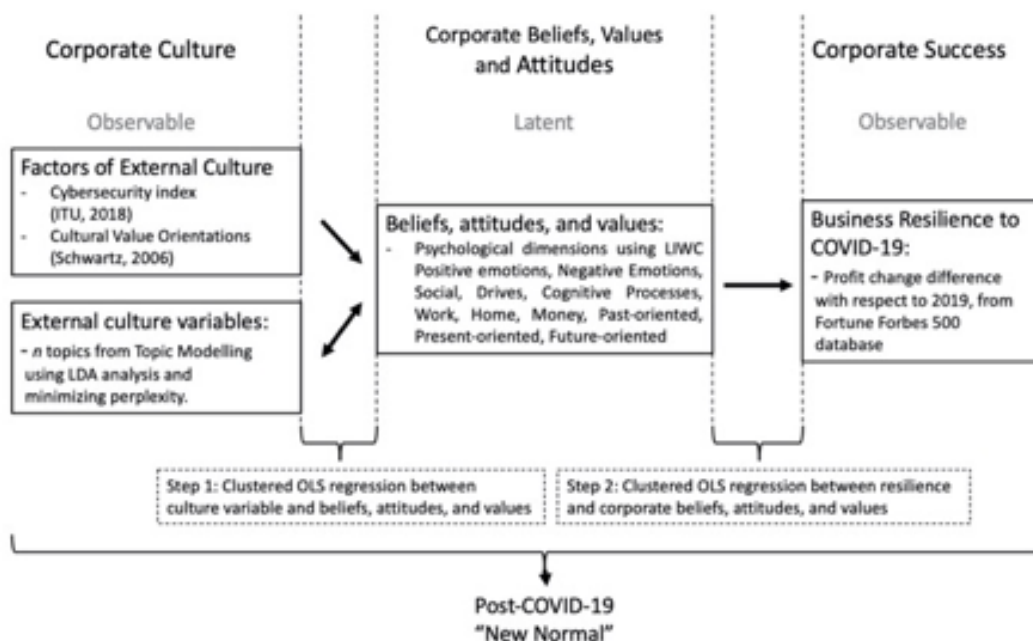 Corporate Culture
Corporate Beliefs, Values
and Attitudes
Corporate Success
Observable
Latent
Observable
Factors of External Culture
- Cybersecurity index
(ITU, 2018)
- Cultural Value Orientations
(Schwartz, 2006)
External culture variables:
- n topics from Topic Modelling
using LDA analysis and
minimizing perplexity.
Beliefs, attitudes, and values:
- Psychological dimensions using LIWC
Positive emotions, Negative Emotions,
Social, Drives, Cognitive Processes,
Work, Home, Money, Past-oriented,
Present-oriented, Future-oriented
Business Resilience to
COVID-19:
- Profit change difference
with respect to 2019, from
Fortune Forbes 500
database
Step 1: Clustered OLS regression between
culture variable and beliefs, attitudes, and values
Step 2: Clustered OLS regression between resilience
and corporate beliefs, attitudes, and values
Post-COVID-19
“New Normal”